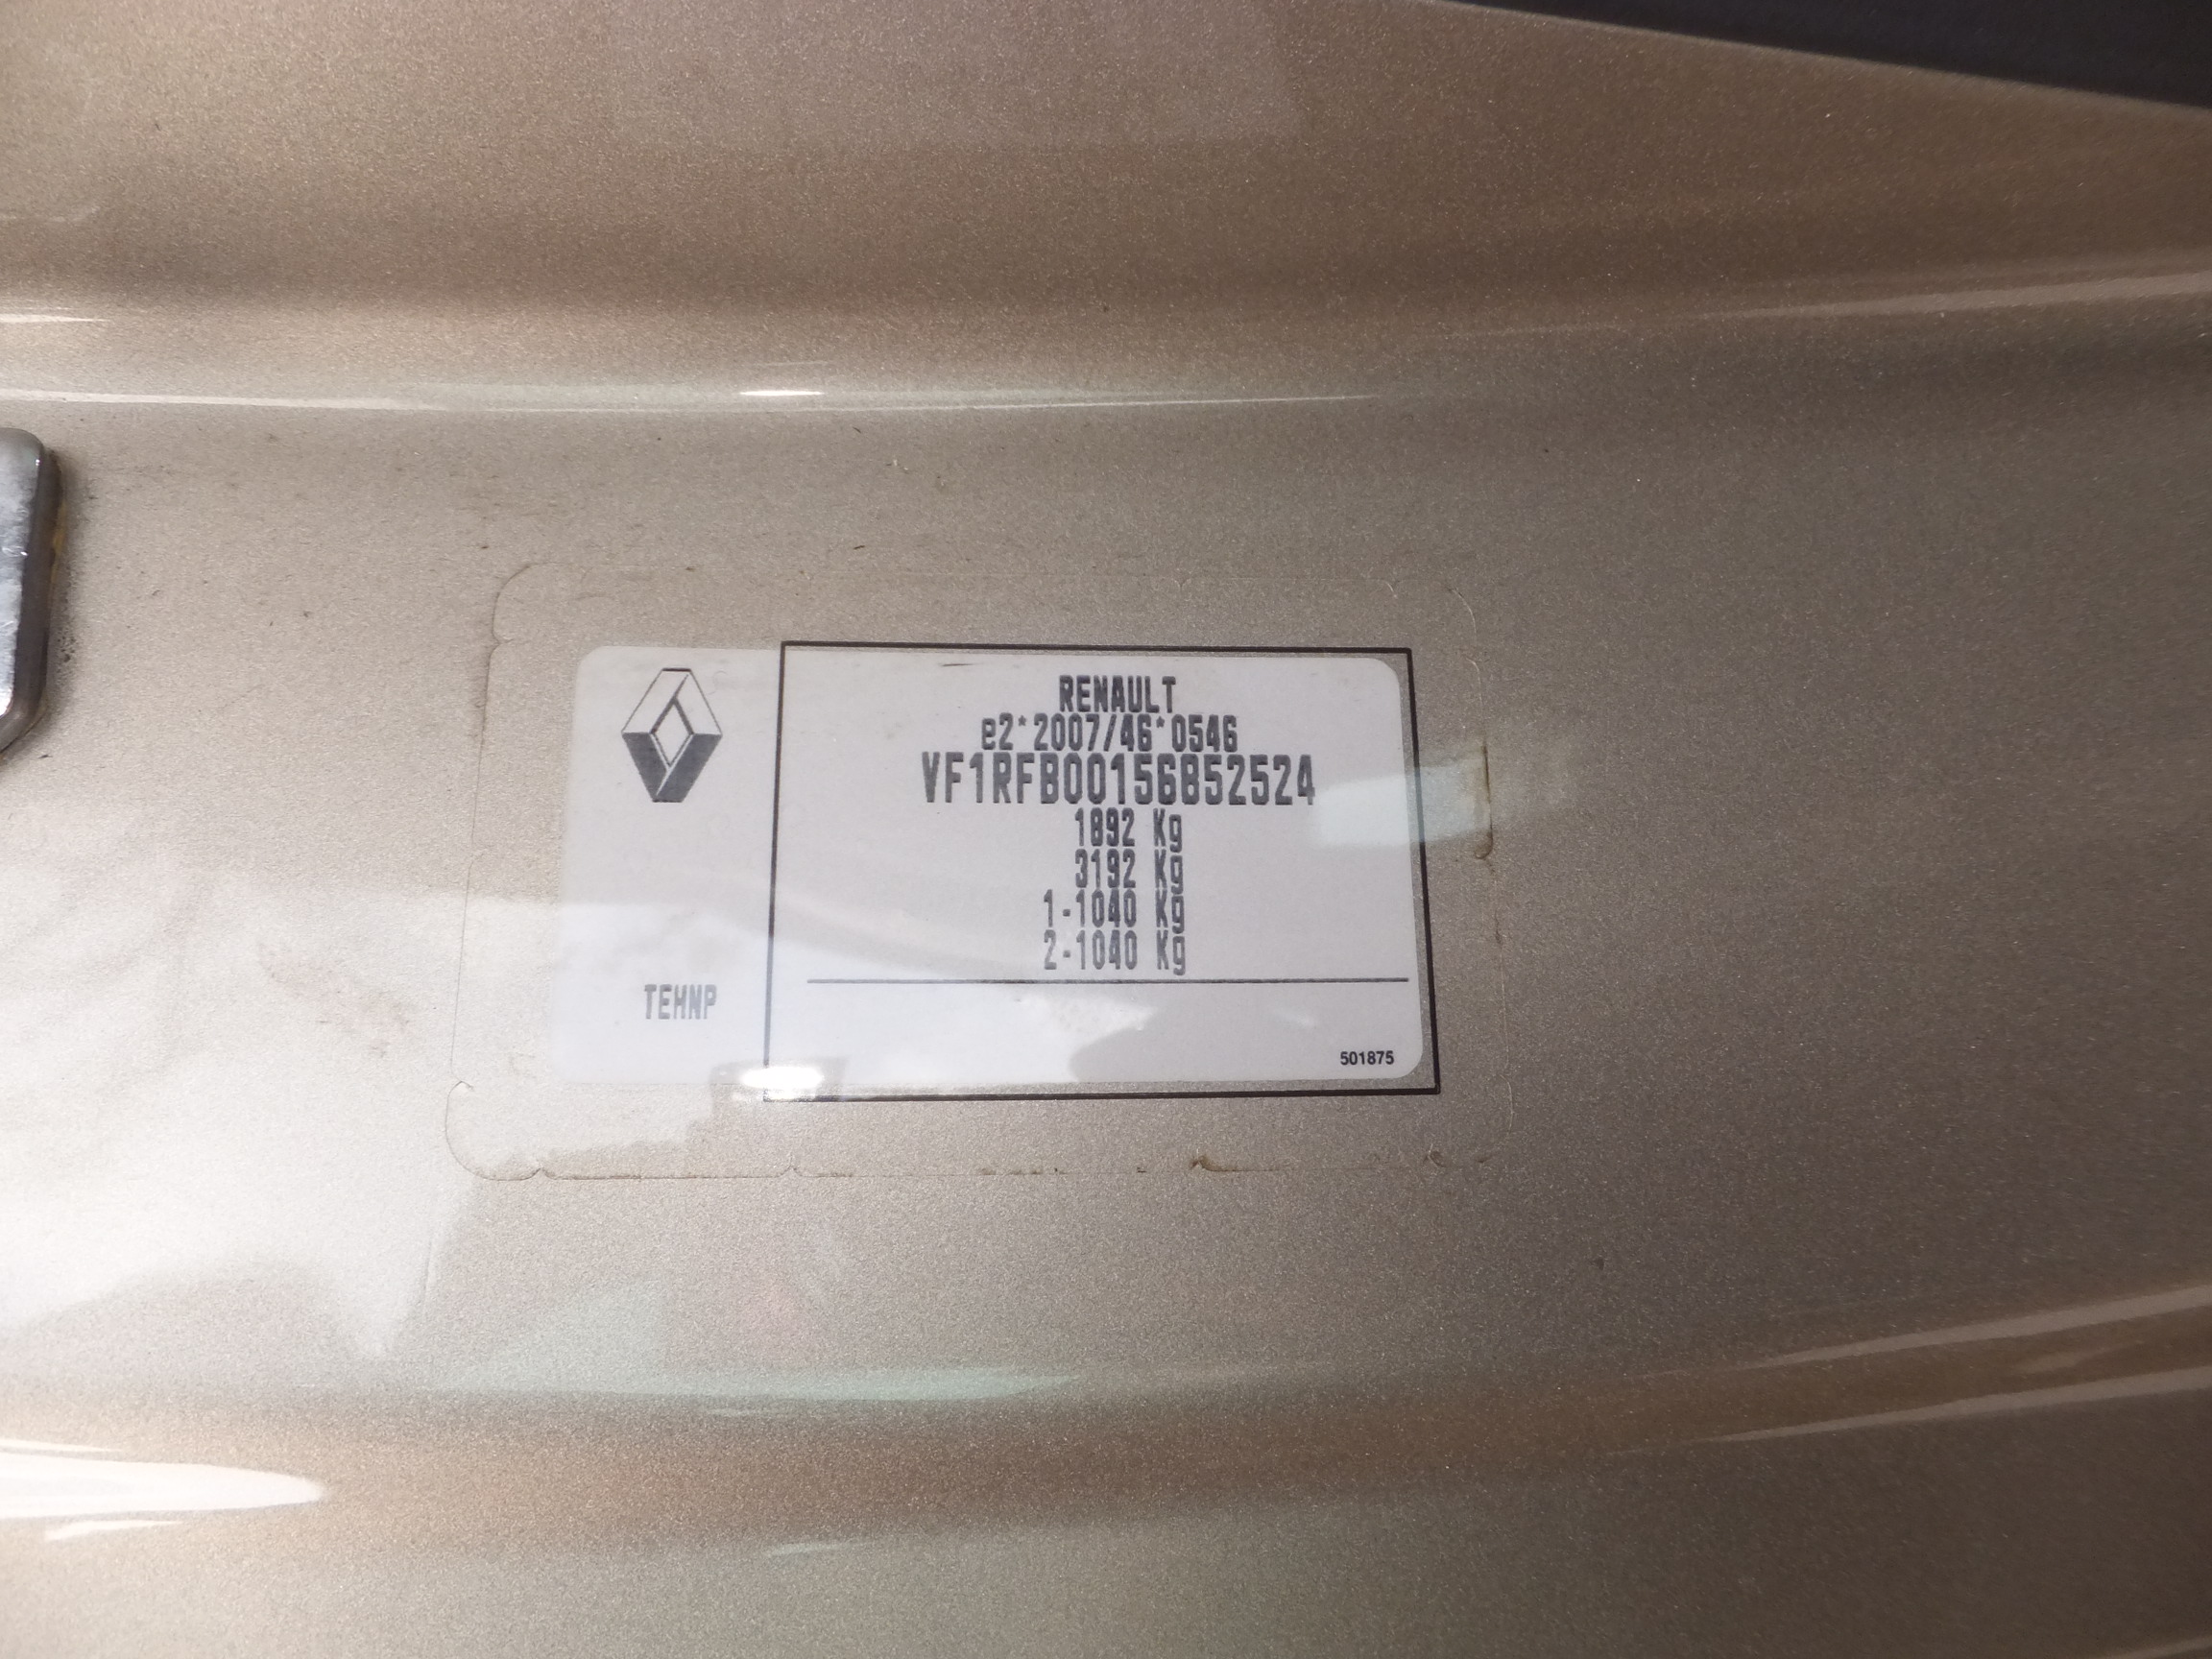 RENAULT
e2*2007/46*0546
VF1RFB00156852524
1892 Kg
3192 Kg
1-1040 Kg
2-1040 Kg
TEHNP
501875